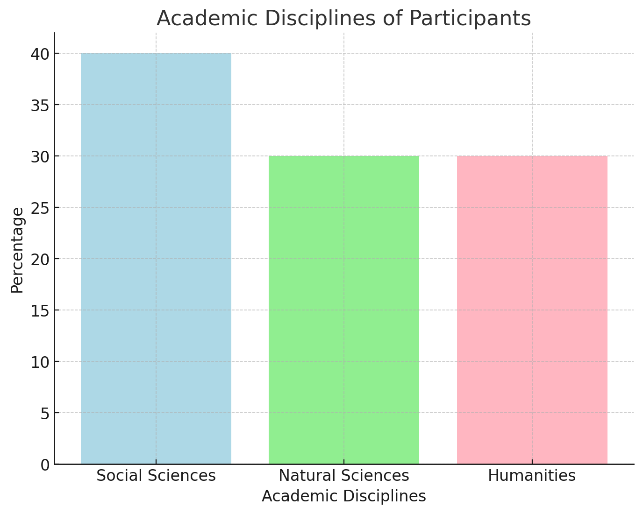 Academic Disciplines of Participants
Percentage
40
35
30
25
20
15
10
5
0
Social Sciences
Natural Sciences
Humanities
Academic Disciplines